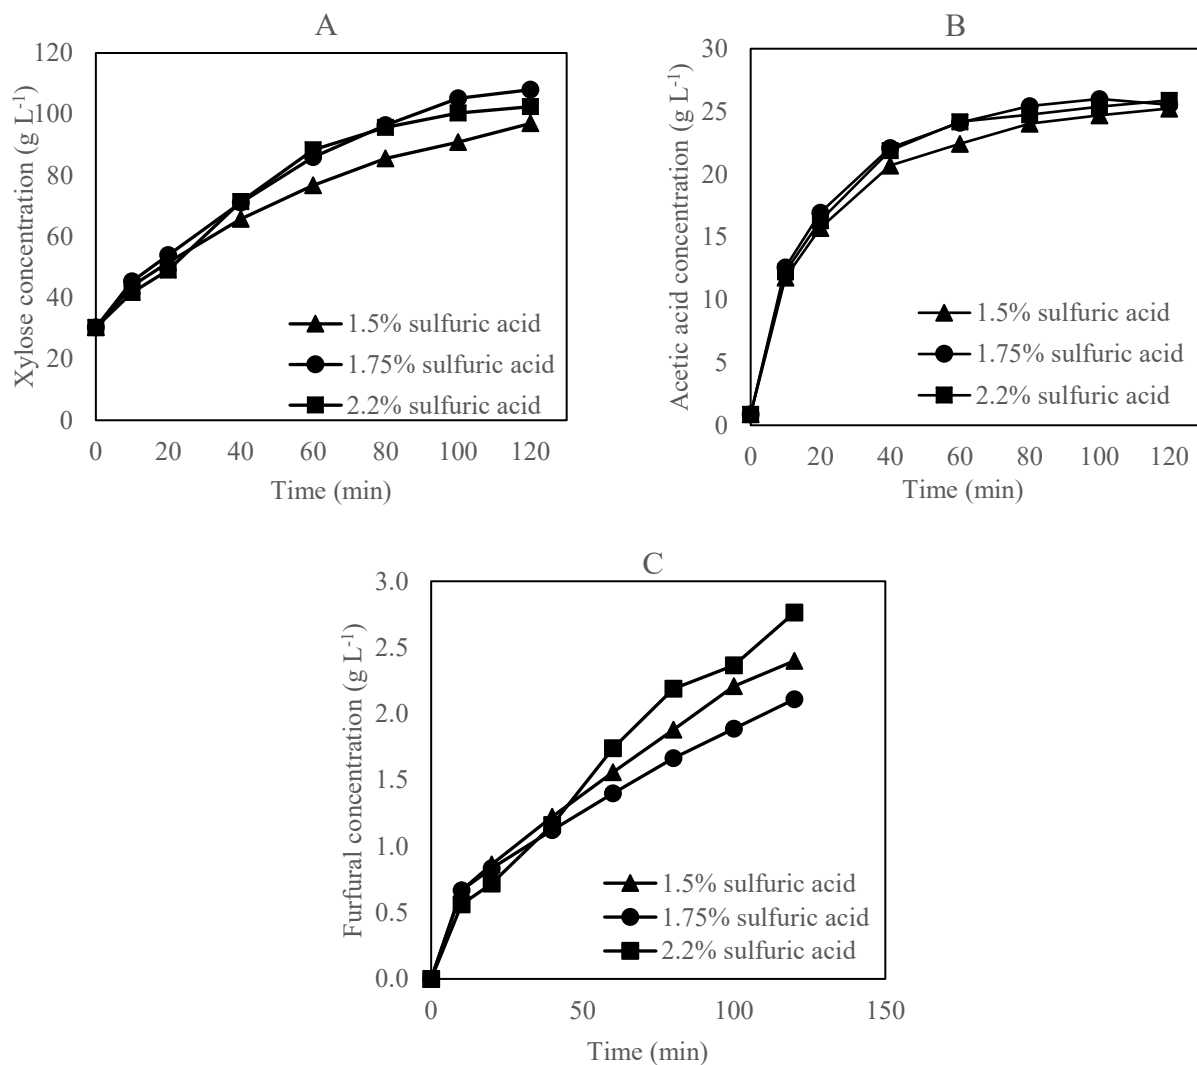 A
Xylose concentration (g L-1)
120
100
80
60
40
20
0
0 20 40 60 80 100 120
Time (min)
1.5% sulfuric acid
1.75% sulfuric acid
2.2% sulfuric acid
B
Acetic acid concentration (g L-1)
30
25
20
15
10
5
0
0 20 40 60 80 100 120
Time (min)
1.5% sulfuric acid
1.75% sulfuric acid
2.2% sulfuric acid
C
Furfural concentration (g L-1)
3.0
2.5
2.0
1.5
1.0
0.5
0.0
0 50 100 150
Time (min)
1.5% sulfuric acid
1.75% sulfuric acid
2.2% sulfuric acid